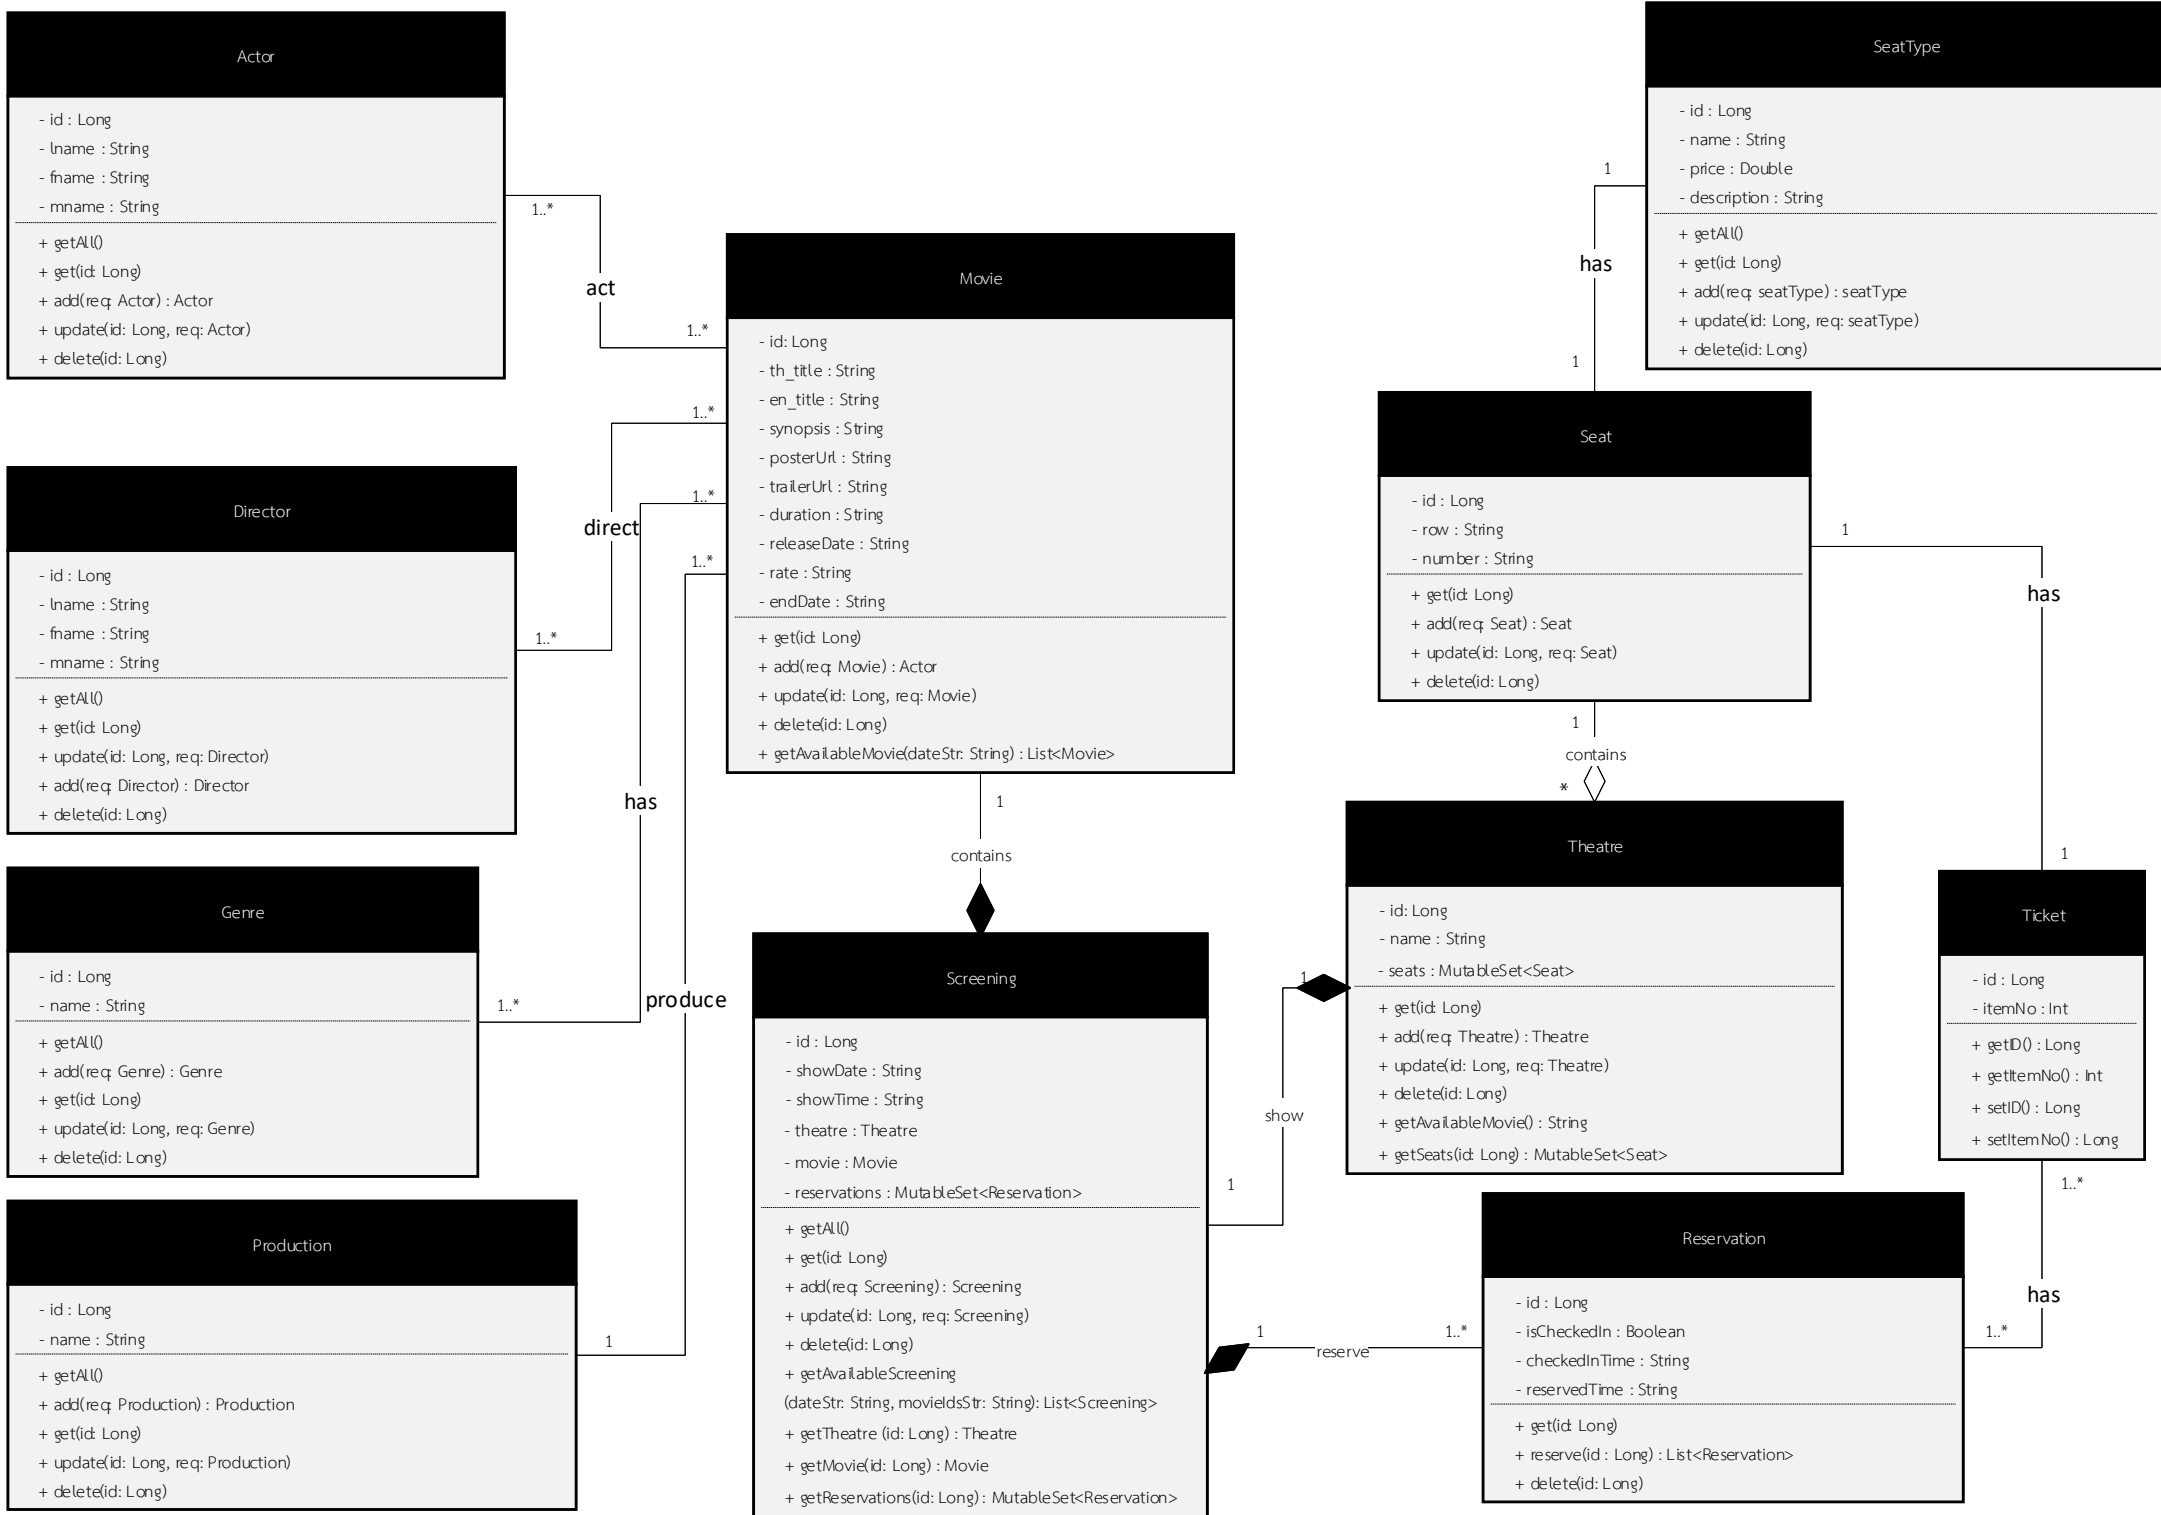 Actor
- id : Long
- lname : String
- fname : String
- mname : String
+ getAll()
+ get(id: Long)
+ add(req: Actor) : Actor
+ update(id: Long, req: Actor)
+ delete(id: Long)
1..*
act
1..*
Director
- id : Long
- lname : String
- fname : String
- mname : String
+ getAll()
+ get(id: Long)
+ update(id: Long, req: Director)
+ add(req: Director) : Director
+ delete(id: Long)
1..*
direct
1..*
Genre
- id : Long
- name : String
+ getAll()
+ add(req: Genre) : Genre
+ get(id: Long)
+ update(id: Long, req: Genre)
+ delete(id: Long)
1..*
has
1..*
Production
- id : Long
- name : String
+ getAll()
+ add(req: Production) : Production
+ get(id: Long)
+ update(id: Long, req: Production)
+ delete(id: Long)
1
produce
1..*
Movie
- id: Long
- th_title : String
- en_title : String
- synopsis : String
- posterUrl : String
- trailerUrl : String
- duration : String
- releaseDate : String
- rate : String
- endDate : String
+ get(id: Long)
+ add(req: Movie) : Actor
+ update(id: Long, req: Movie)
+ delete(id: Long)
+ getAvailableMovie(dateStr: String) : List<Movie>
1
contains
Screening
- id : Long
- showDate : String
- showTime : String
- theatre : Theatre
- movie : Movie
- reservations : MutableSet<Reservation>
+ getAll()
+ get(id: Long)
+ add(req: Screening) : Screening
+ update(id: Long, req: Screening)
+ delete(id: Long)
+ getAvailableScreening
(dateStr: String, movieIdsStr: String): List<Screening>
+ getTheatre (id: Long) : Theatre
+ getMovie(id: Long) : Movie
+ getReservations(id: Long) : MutableSet<Reservation>
1
show
1
1
reserve
1..*
SeatType
- id : Long
- name : String
- price : Double
- description : String
+ getAll()
+ get(id: Long)
+ add(req: seatType) : seatType
+ update(id: Long, req: seatType)
+ delete(id: Long)
1
has
1
Seat
- id : Long
- row : String
- number : String
+ get(id: Long)
+ add(req: Seat) : Seat
+ update(id: Long, req: Seat)
+ delete(id: Long)
1
contains
*
1
has
1
Theatre
- id: Long
- name : String
- seats : MutableSet<Seat>
+ get(id: Long)
+ add(req: Theatre) : Theatre
+ update(id: Long, req: Theatre)
+ delete(id: Long)
+ getAvailableMovie() : String
+ getSeats(id: Long) : MutableSet<Seat>
Ticket
- id : Long
- itemNo : Int
+ getID() : Long
+ getItemNo() : Int
+ setID() : Long
+ setItemNo() : Long
1..*
has
1..*
Reservation
- id : Long
- isCheckedIn : Boolean
- checkedInTime : String
- reservedTime : String
+ get(id: Long)
+ reserve(id : Long) : List<Reservation>
+ delete(id: Long)